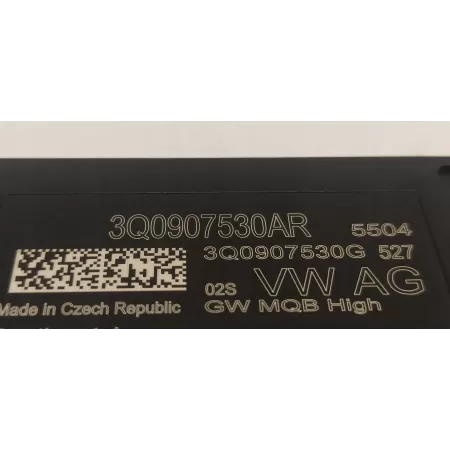 3Q0907530AR 5504
3Q0907530G 527
02S VW AG
Made in Czech Republic GW MQB High